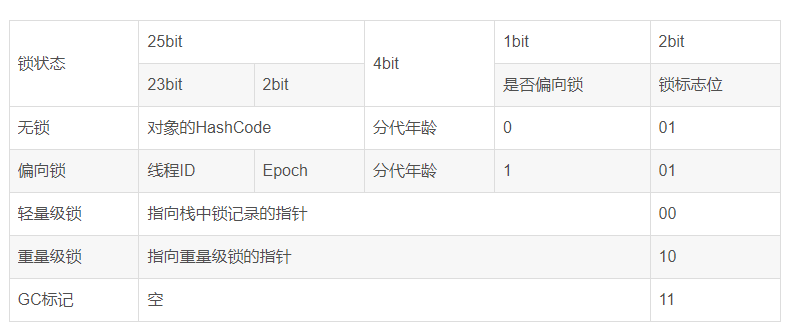 锁状态 25bit 4bit 1bit 2bit
23bit 2bit 是否偏向锁 锁标志位
无锁 对象的HashCode 分代年龄 0 01
偏向锁 线程ID Epoch 分代年龄 1 01
轻量级锁 指向栈中锁记录的指针 00
重量级锁 指向重量级锁的指针 10
GC标记 空 11